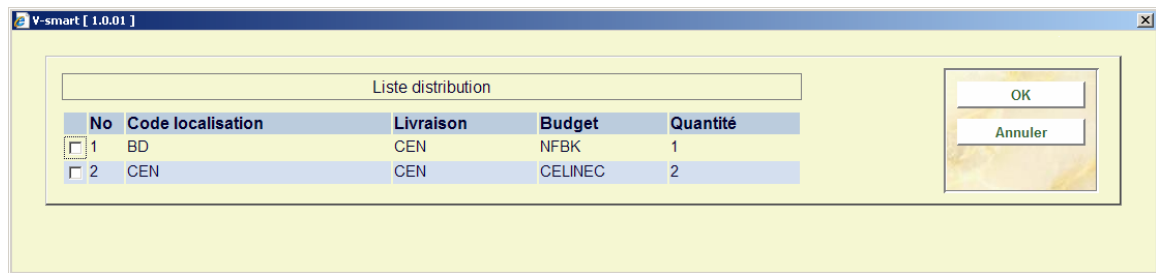 V-smart [ 1.0.01 ]
Liste distribution
OK
No Code localisation Livraison Budget Quantité
Annuler
1 BD CEN NFBK 1
2 CEN CEN CELINEC 2